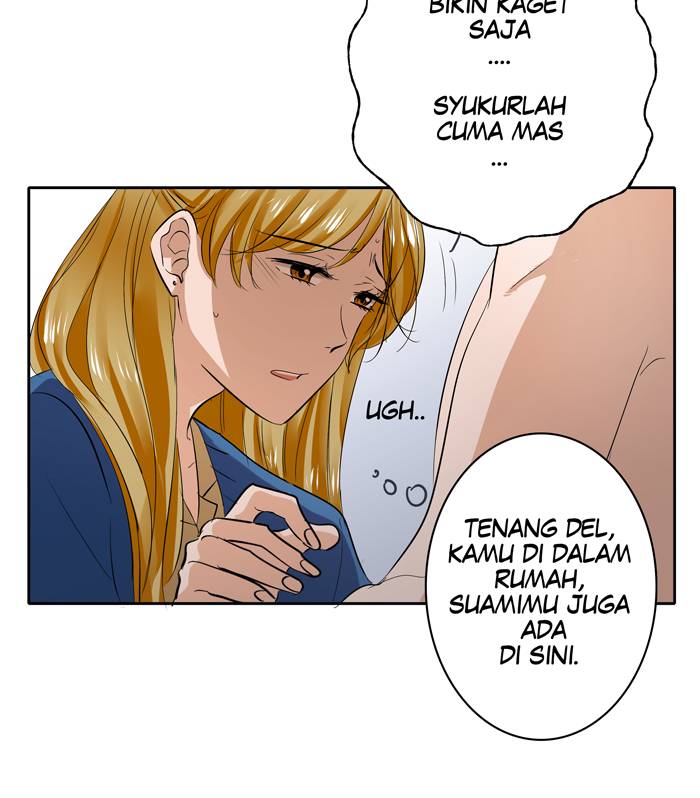 BIKIN KAGET
SAJA
....
SYUKURLAH
CUMA MAS
...
UGH..
TENANG DEL,
KAMU DI DALAM
RUMAH,
SUAMIMU JUGA
ADA
DI SINI.